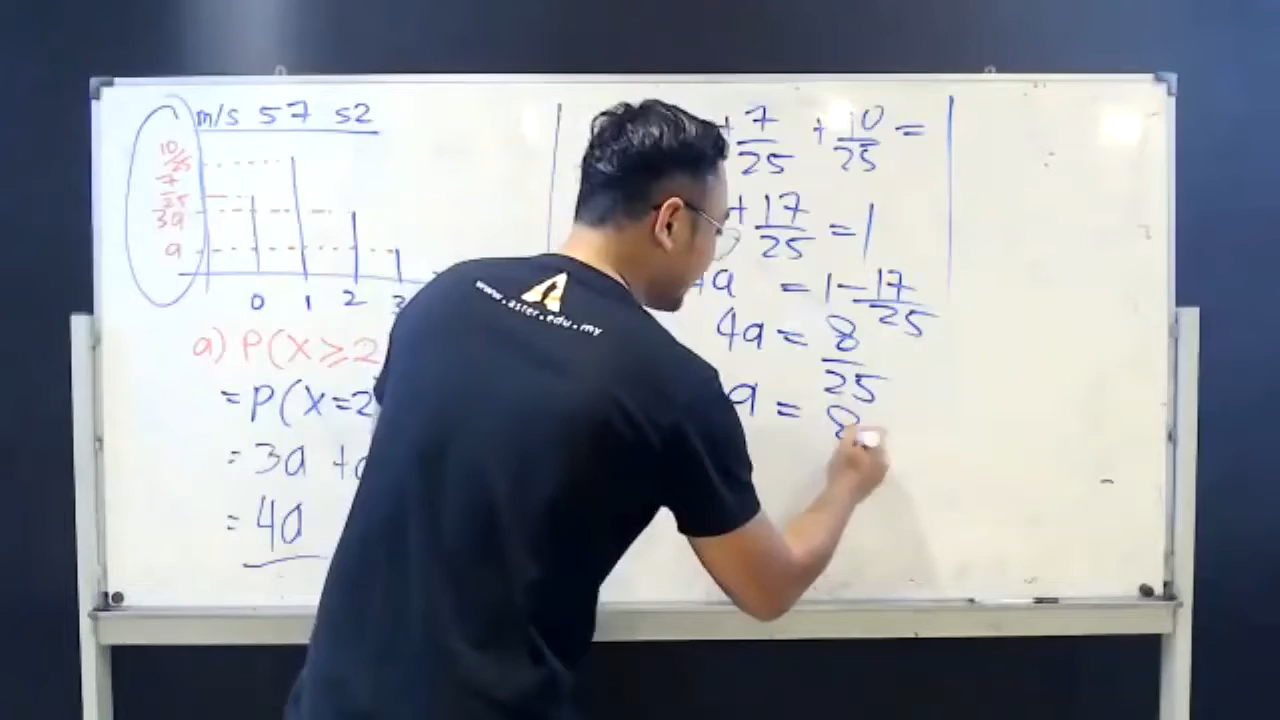 m/s 57 s2
10/25
7/25
3a
a
0 1 2 3
a) P(X ≥ 2
= P(X = 2
= 3a +
= 4a
+ 7/25 + 10/25 =
+ 17/25 = 1
a = 1 - 17/25
4a = 8/25
a = 8
www.aster.edu.my